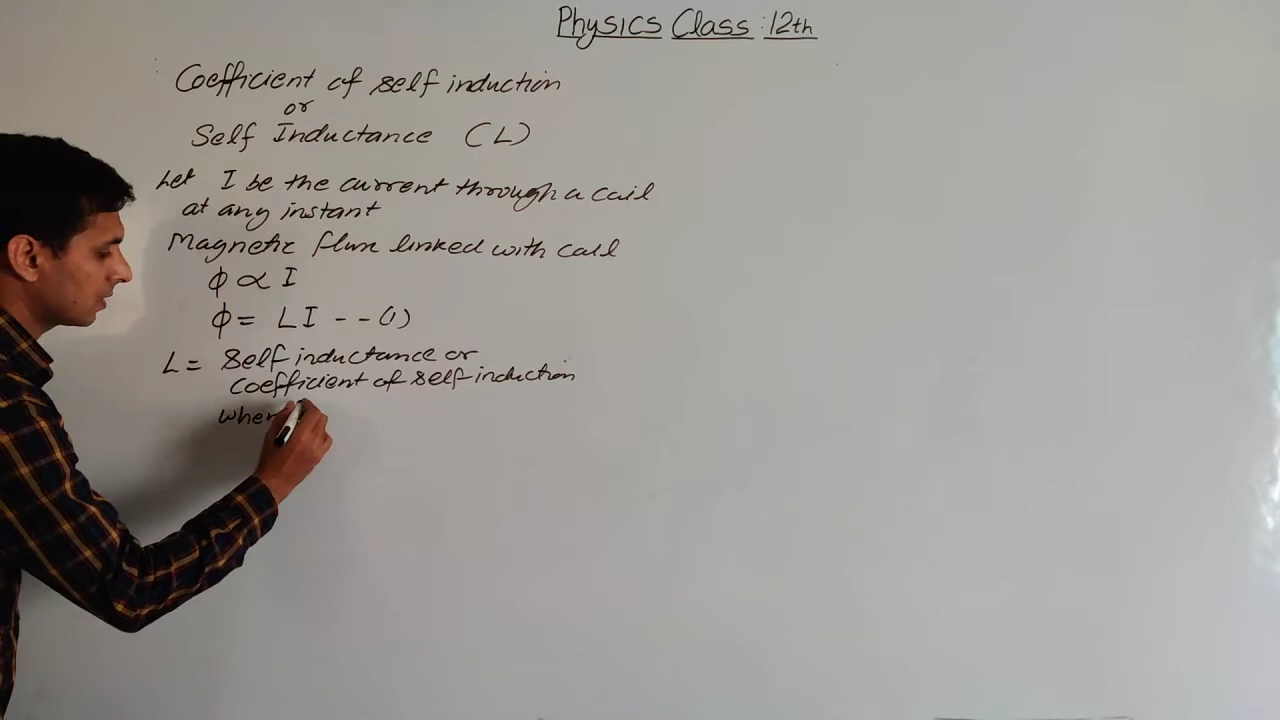 Physics Class : 12th
Coefficient of self induction
or
Self Inductance (L)
Let I be the current through a coil
at any instant
Magnetic flux linked with coil
ϕ ∝ I
ϕ = LI - - (1)
L = Self inductance or
Coefficient of self induction